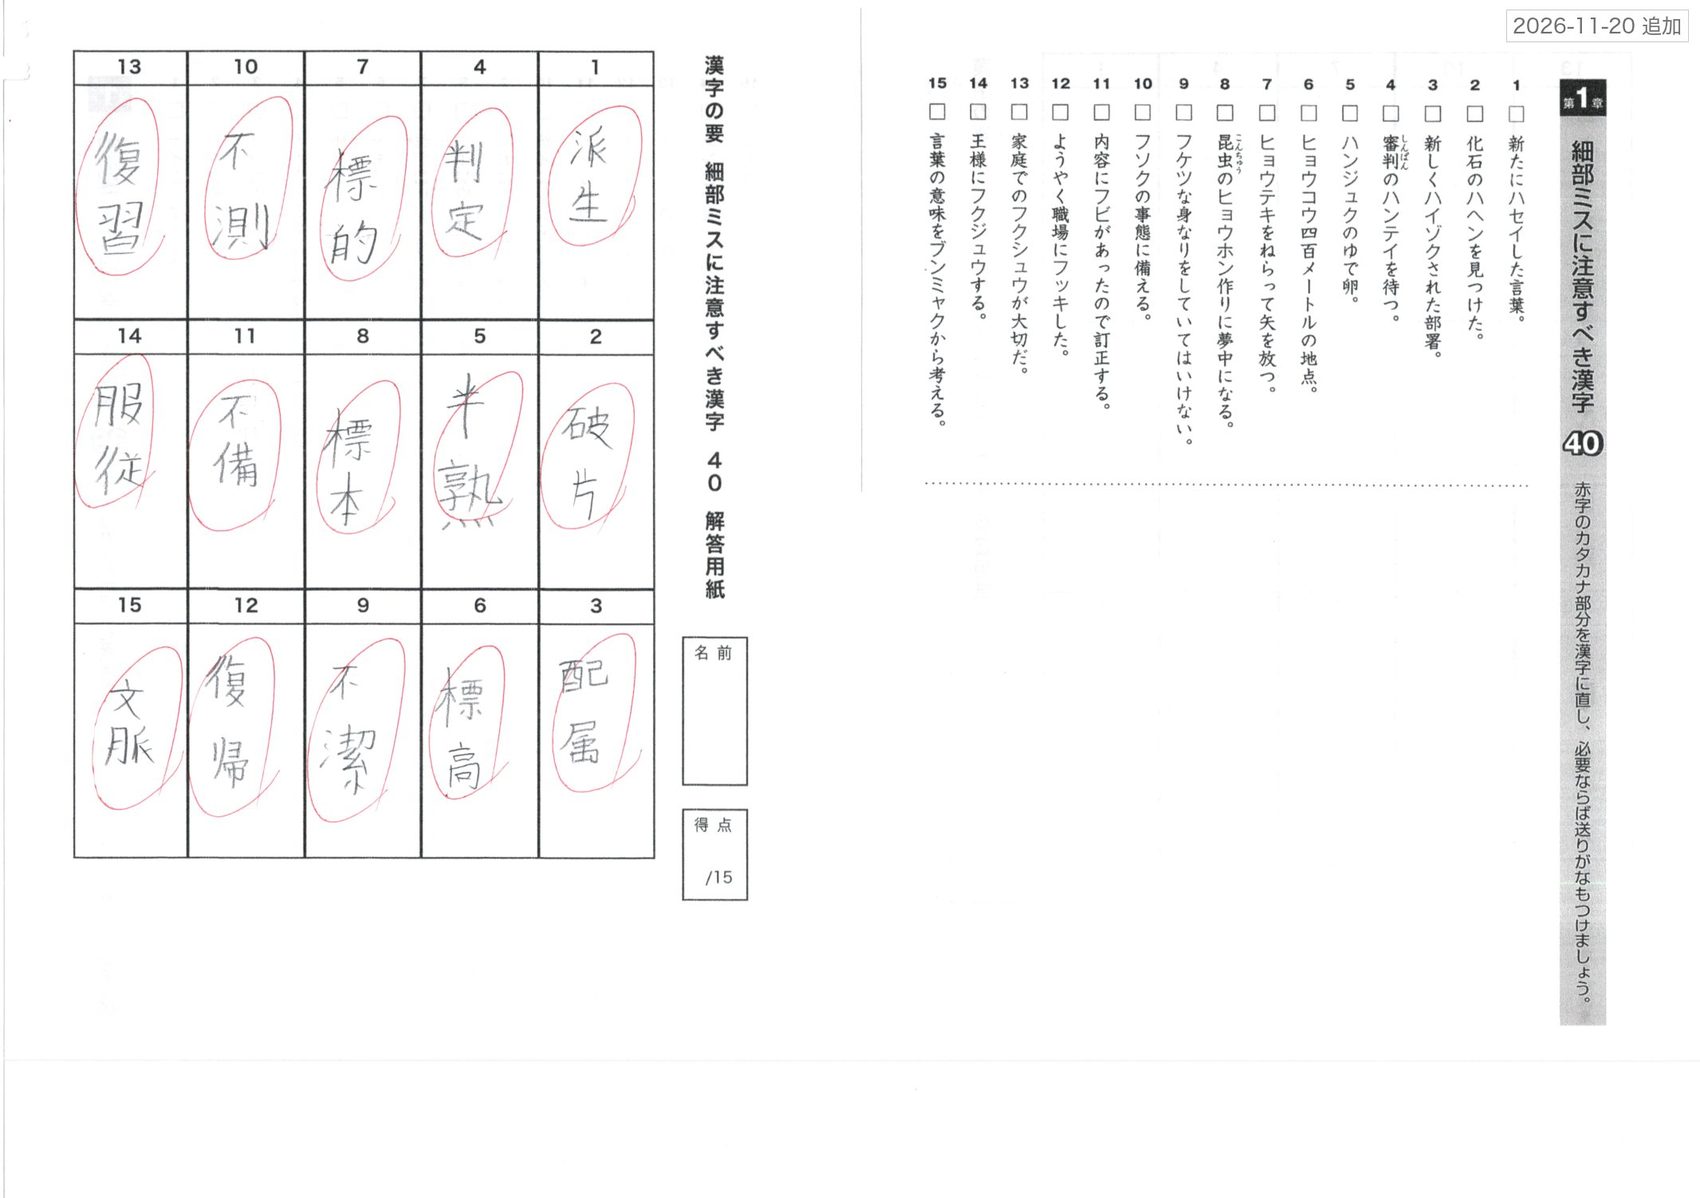 2026-11-20 追加
第1章 細部ミスに注意すべき漢字 40 赤字のカタカナ部分を漢字に直し、必要ならば送りがなもつけましょう。
1 □ 新たにハセイした言葉。
2 □ 化石のハヘンを見つけた。
3 □ 新しくハイゾクされた部署。
4 □ 審判のハンテイを待つ。
しんぱん
5 □ ハンジュクのゆで卵。
6 □ ヒョウコウ四百メートルの地点。
7 □ ヒョウテキをねらって矢を放つ。
8 □ 昆虫のヒョウホン作りに夢中になる。
こんちゅう
9 □ フケツな身なりをしていてはいけない。
10 □ フソクの事態に備える。
11 □ 内容にフビがあったので訂正する。
12 □ ようやく職場にフッキした。
13 □ 家庭でのフクシュウが大切だ。
14 □ 王様にフクジュウする。
15 □ 言葉の意味をブンミャクから考える。
漢字の要 細部ミスに注意すべき漢字 40 解答用紙
名前
得点
/15
1
派生
2
破片
3
配属
4
判定
5
半熟
6
標高
7
標的
8
標本
9
不潔
10
不測
11
不備
12
復帰
13
復習
14
服従
15
文脈